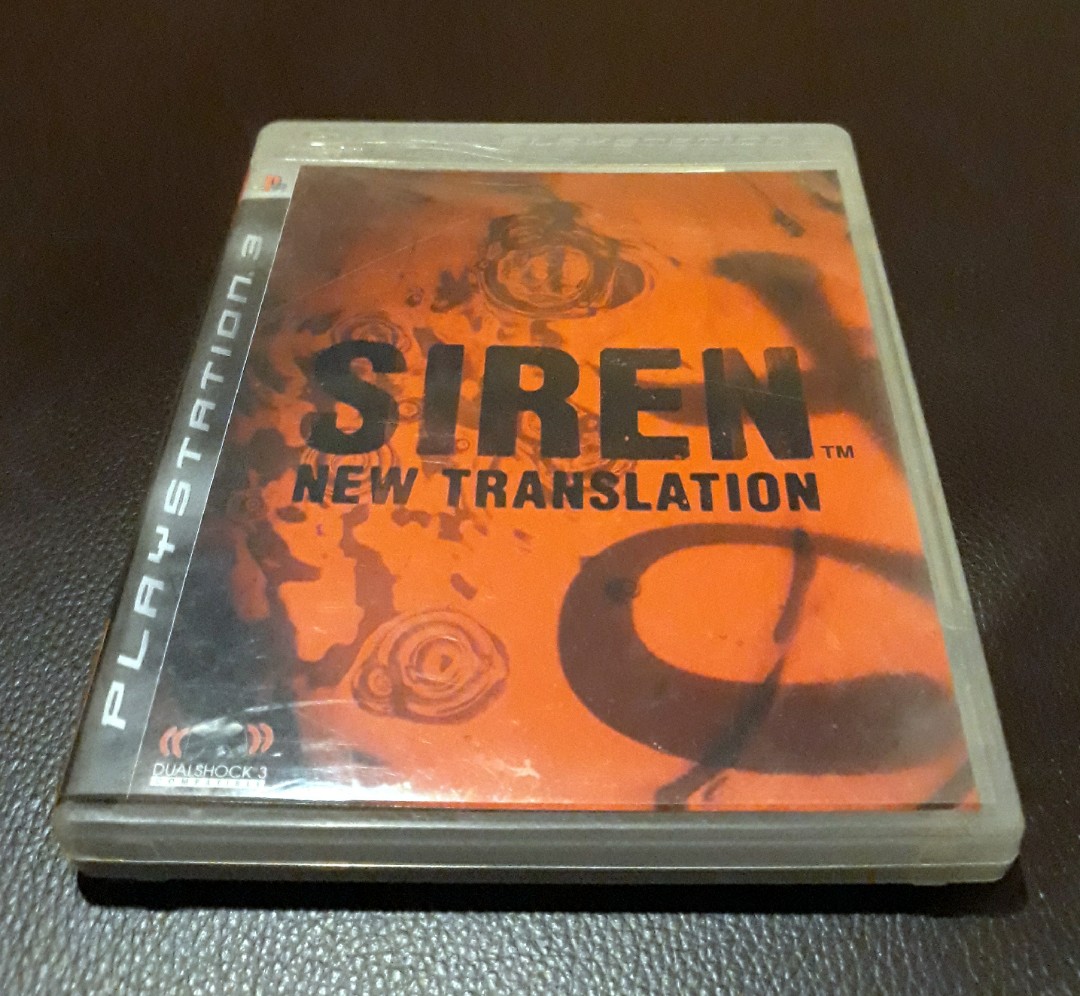 PLAYSTATION 3
SIREN™
NEW TRANSLATION
DUALSHOCK 3